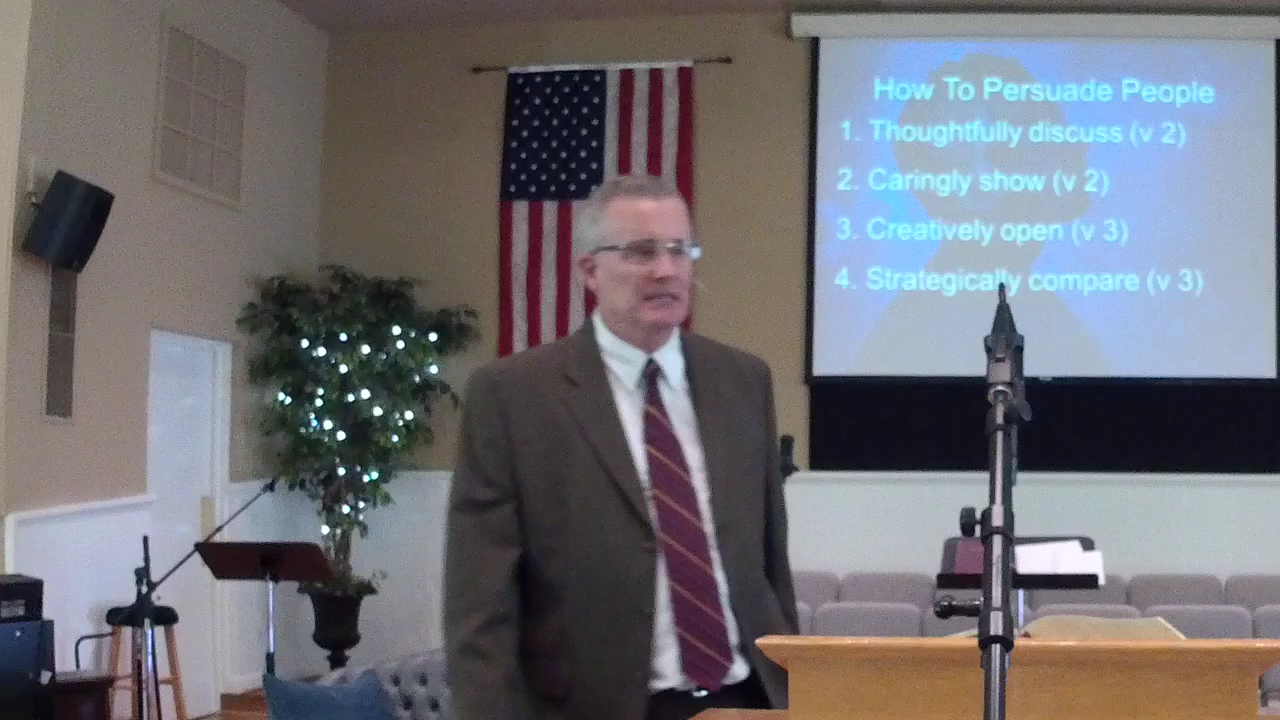 How To Persuade People
1. Thoughtfully discuss (v 2)
2. Caringly show (v 2)
3. Creatively open (v 3)
4. Strategically compare (v 3)